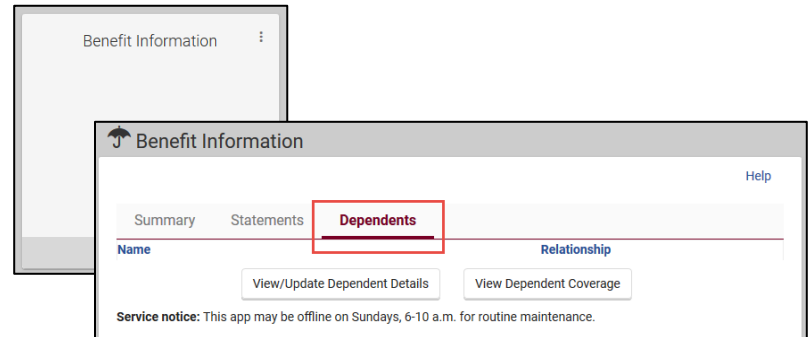 Benefit Information
Benefit Information
Help
Summary Statements Dependents
Name Relationship
View/Update Dependent Details View Dependent Coverage
Service notice: This app may be offline on Sundays, 6-10 a.m. for routine maintenance.